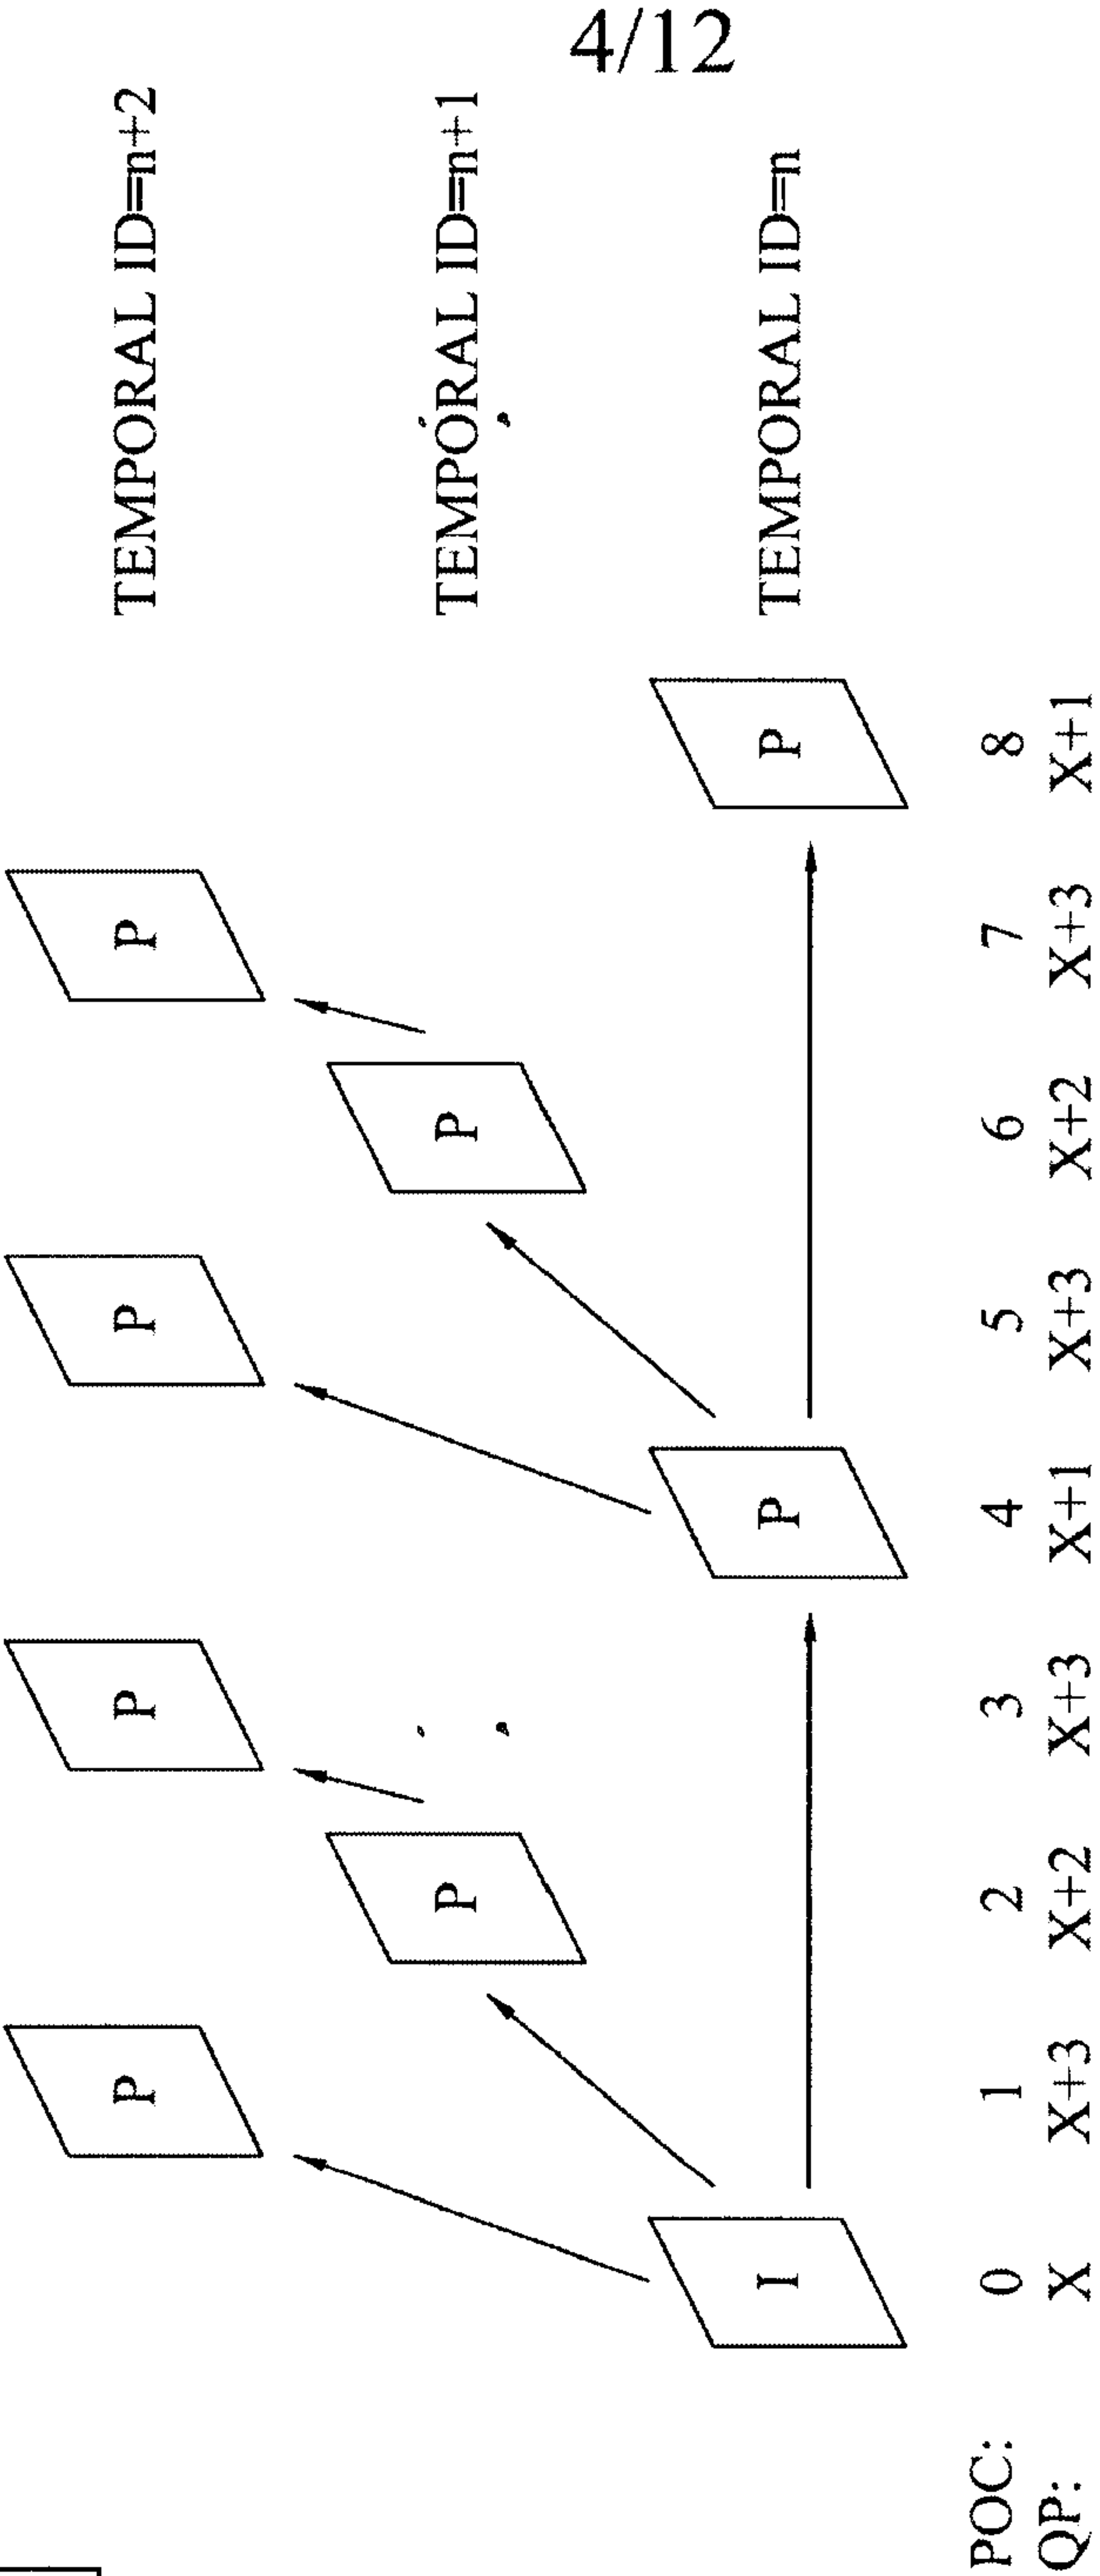 4/12
P P P P TEMPORAL ID=n+2
P P TEMPORAL ID=n+1
I P P TEMPORAL ID=n
POC: 0 1 2 3 4 5 6 7 8
QP: X X+3 X+2 X+3 X+1 X+3 X+2 X+3 X+1